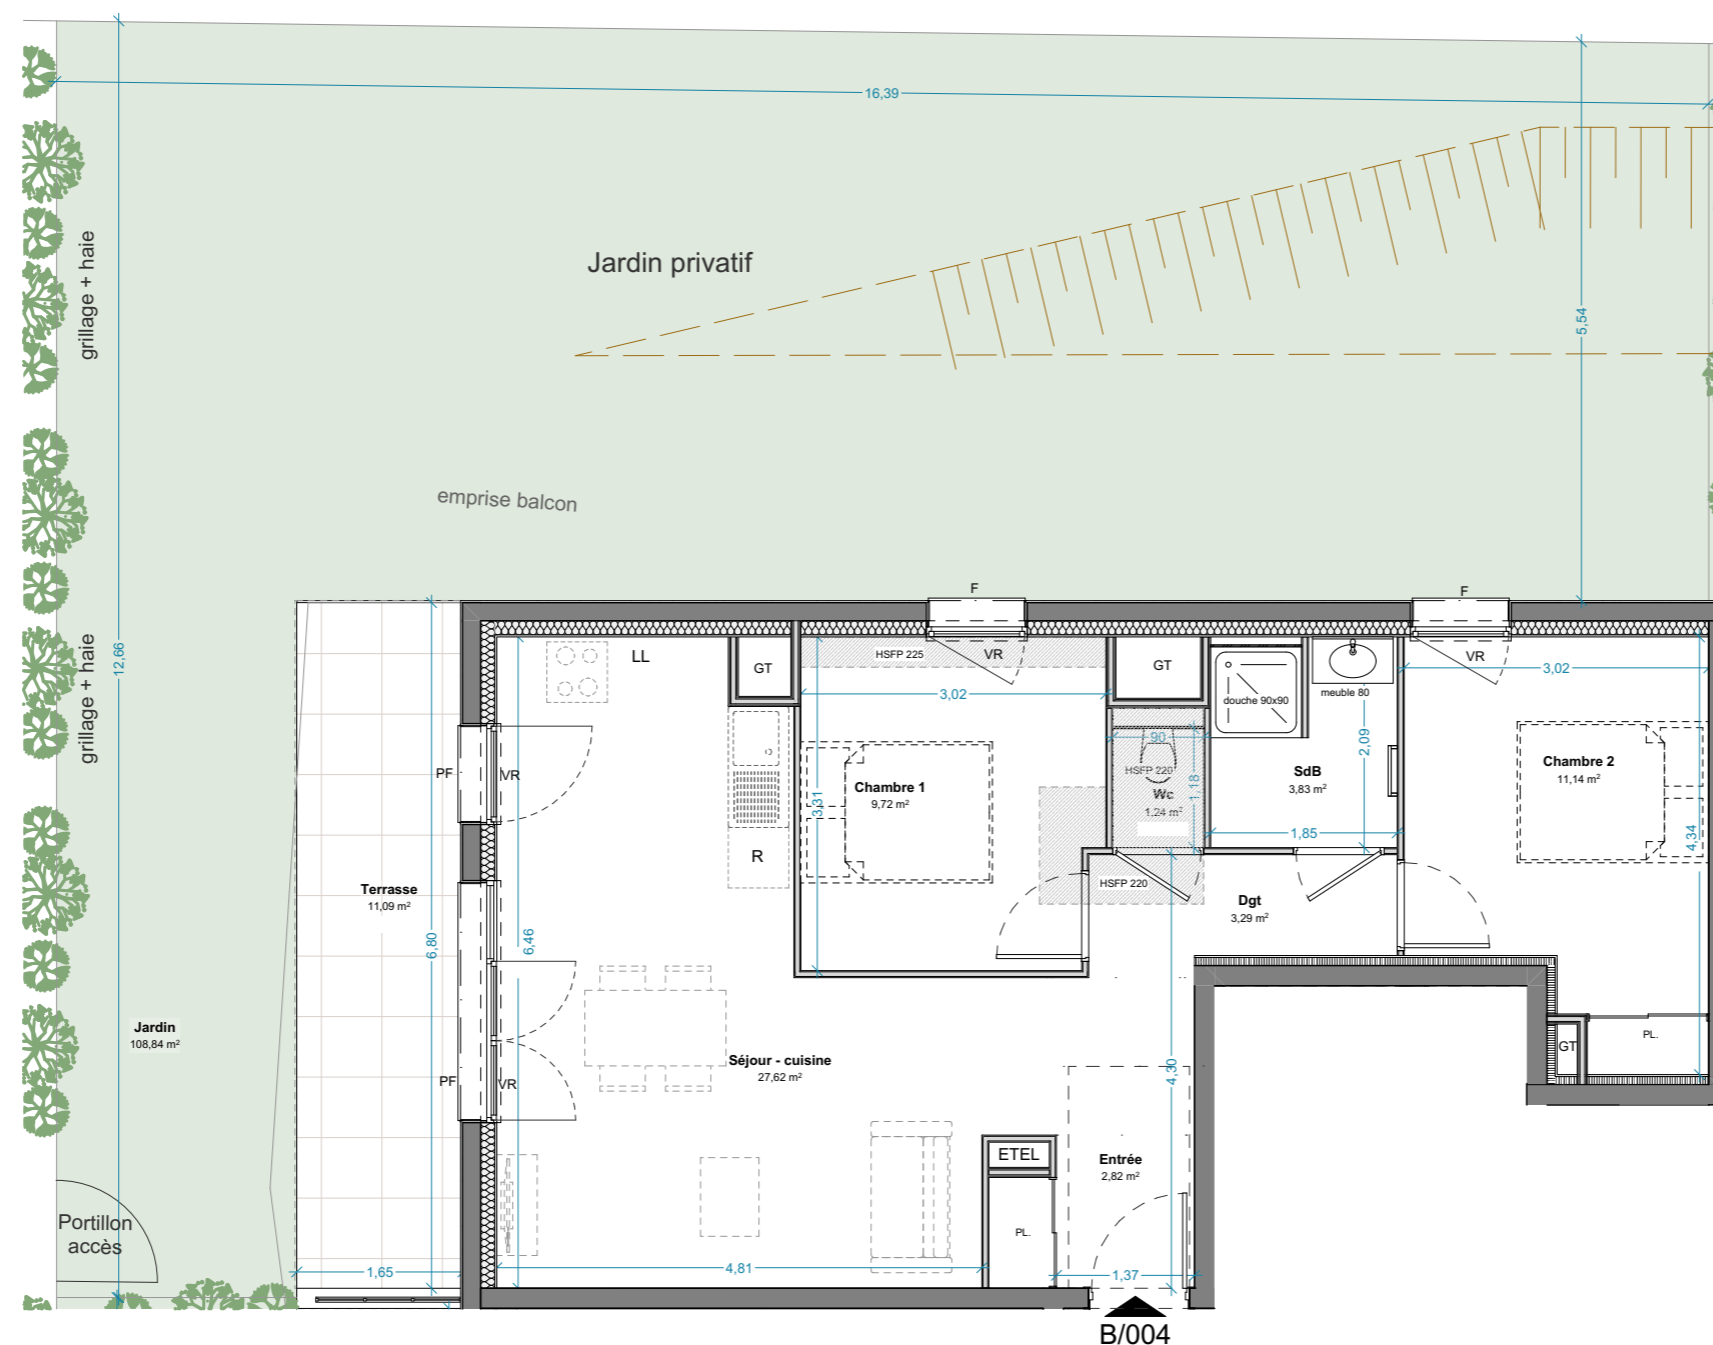 16,39
Jardin privatif
grillage + haie
5,54
emprise balcon
12,66
grillage + haie
F
F
LL
GT
HSFP 225
VR
GT
VR
3,02
3,02
meuble 80
douche 90x90
90
2,09
PF
VR
HSFP 220
1,18
Wc
1,24 m²
SdB
3,83 m²
Chambre 1
9,72 m²
3,31
Chambre 2
11,14 m²
1,85
4,34
R
Terrasse
11,09 m²
HSFP 220
Dgt
3,29 m²
6,80
6,46
Jardin
108,84 m²
Séjour - cuisine
27,62 m²
PF
VR
4,30
GT
PL.
ETEL
Entrée
2,82 m²
Portillon
accès
PL.
1,65
4,81
1,37
B/004